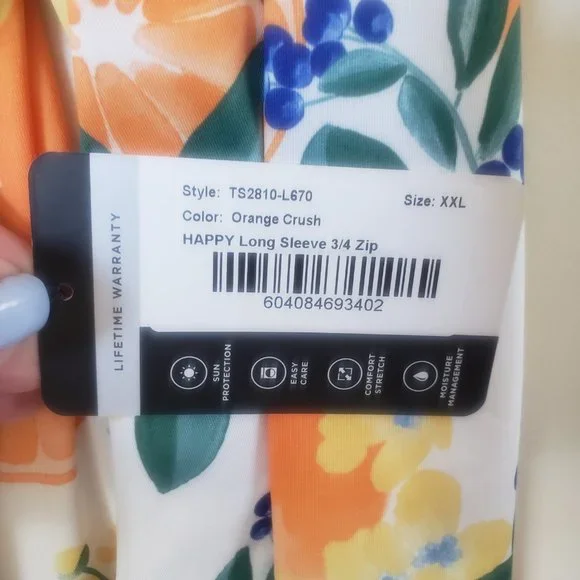 Style: TS2810-L670
Size: XXL
Color: Orange Crush
HAPPY Long Sleeve 3/4 Zip
604084693402
LIFETIME WARRANTY
SUN
PROTECTION
EASY
CARE
COMFORT
STRETCH
MOISTURE
MANAGEMENT